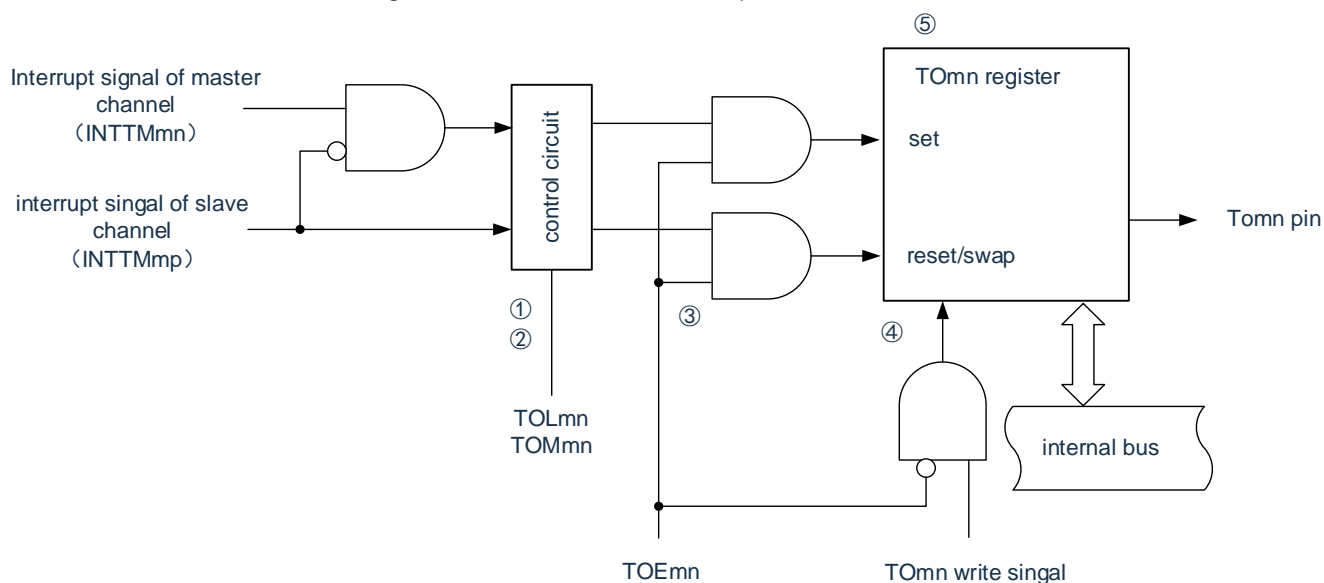 ⑤
Interrupt signal of master
channel
（INTTMmn）
interrupt singal of slave
channel
（INTTMmp）
control circuit
TOmn register
set
reset/swap
Tomn pin
①
②
③
④
TOLmn
TOMmn
internal bus
TOEmn
TOmn write singal